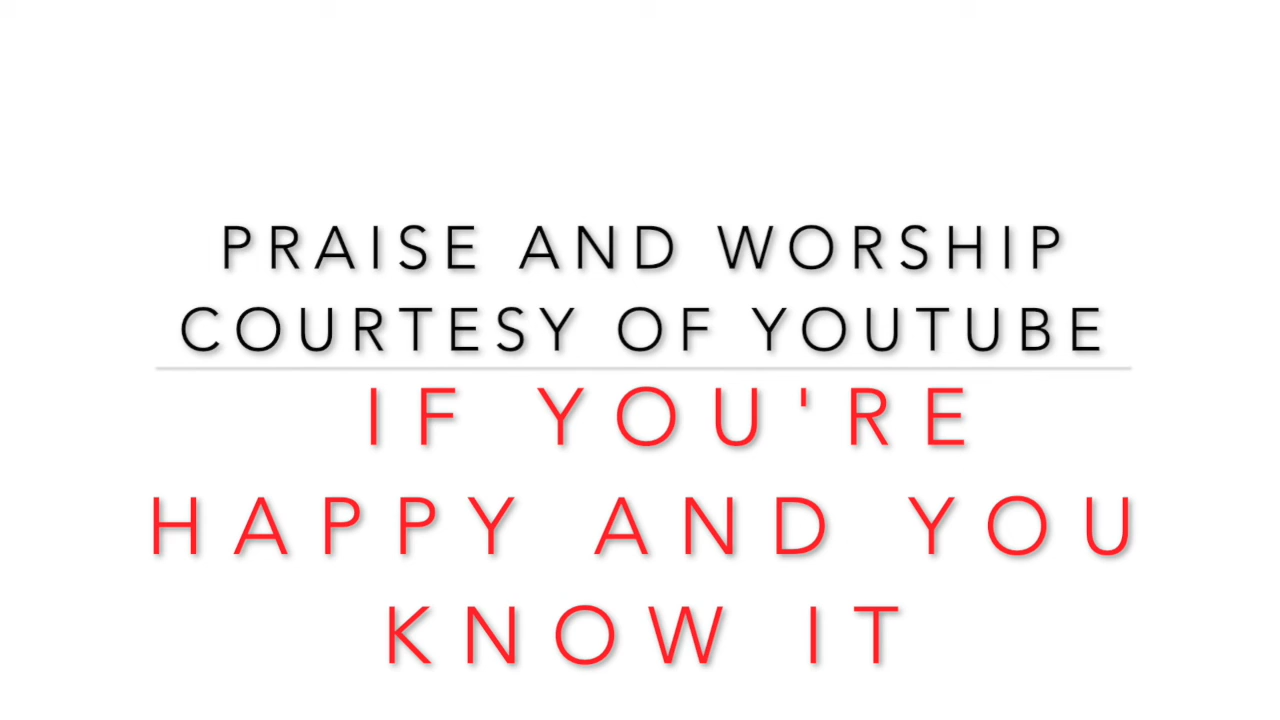 PRAISE AND WORSHIP
COURTESY OF YOUTUBE
IF YOU'RE
HAPPY AND YOU
KNOW IT